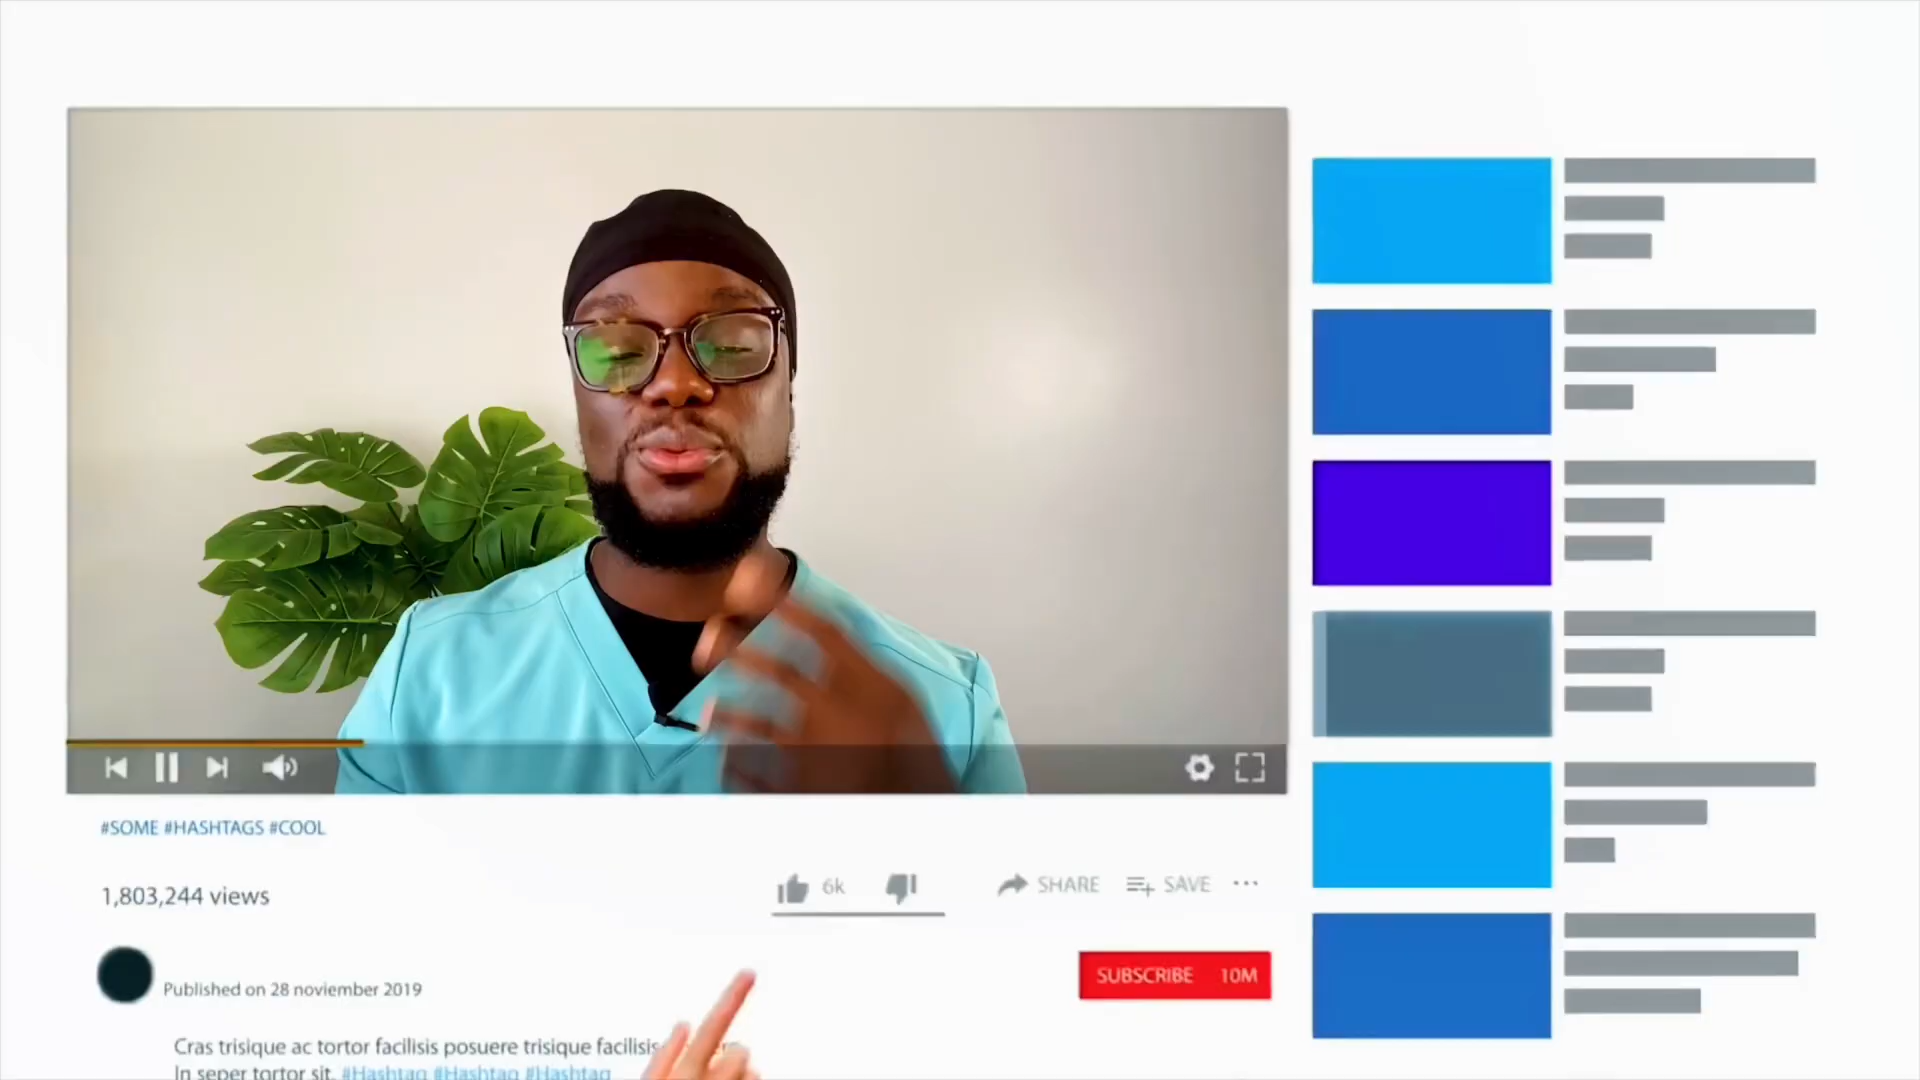 #SOME #HASHTAGS #COOL
1,803,244 views
6k
SHARE
SAVE
SUBSCRIBE 10M
Published on 28 noviember 2019
Cras trisique ac tortor facilisis posuere trisique facilisis
In seper tortor sit. #Hashtag #Hashtag #Hashtag